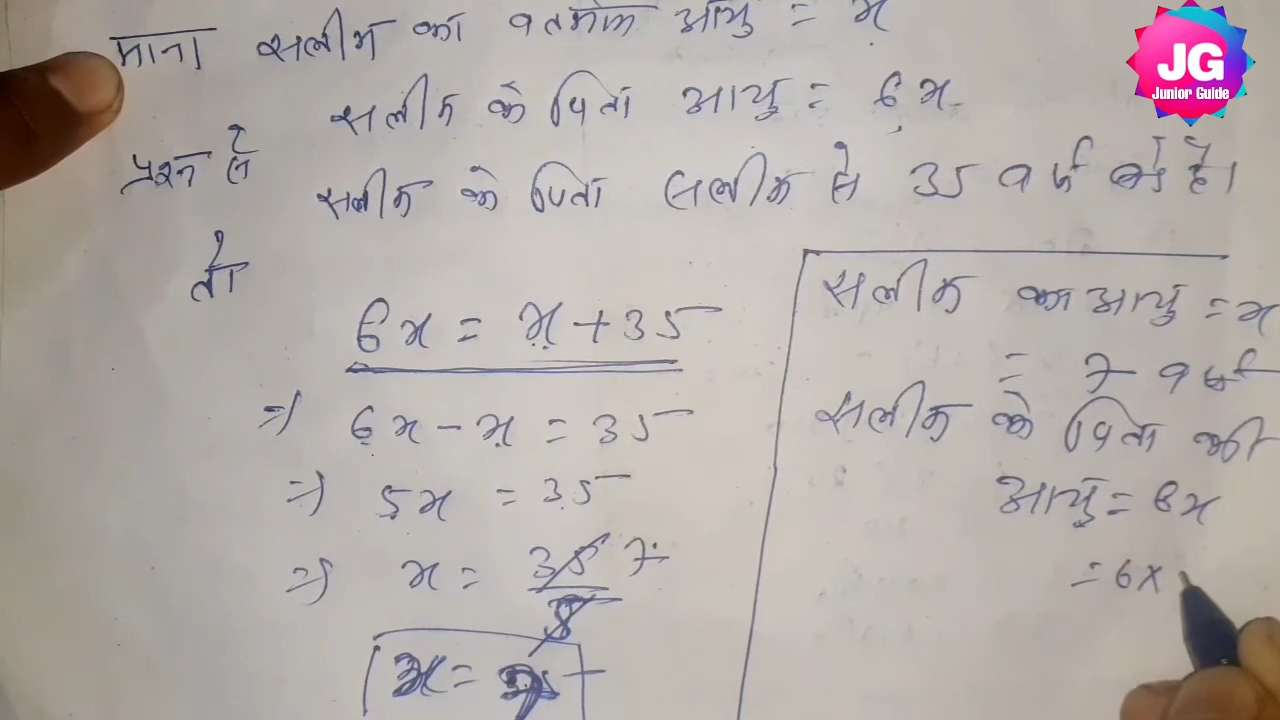 माना सलीम का वर्तमान आयु = x
सलीम के पिता आयु = 6x
प्रश्न से
सलीम के पिता सलीम से 35 वर्ष बड़े है।
तो
6x = x + 35
=) 6x - x = 35
=) 5x = 35
=) x = 35/5 7
x = 7
सलीम का आयु = x
= 7 वर्ष
सलीम के पिता की
आयु = 6x
= 6x
JG
Junior Guide